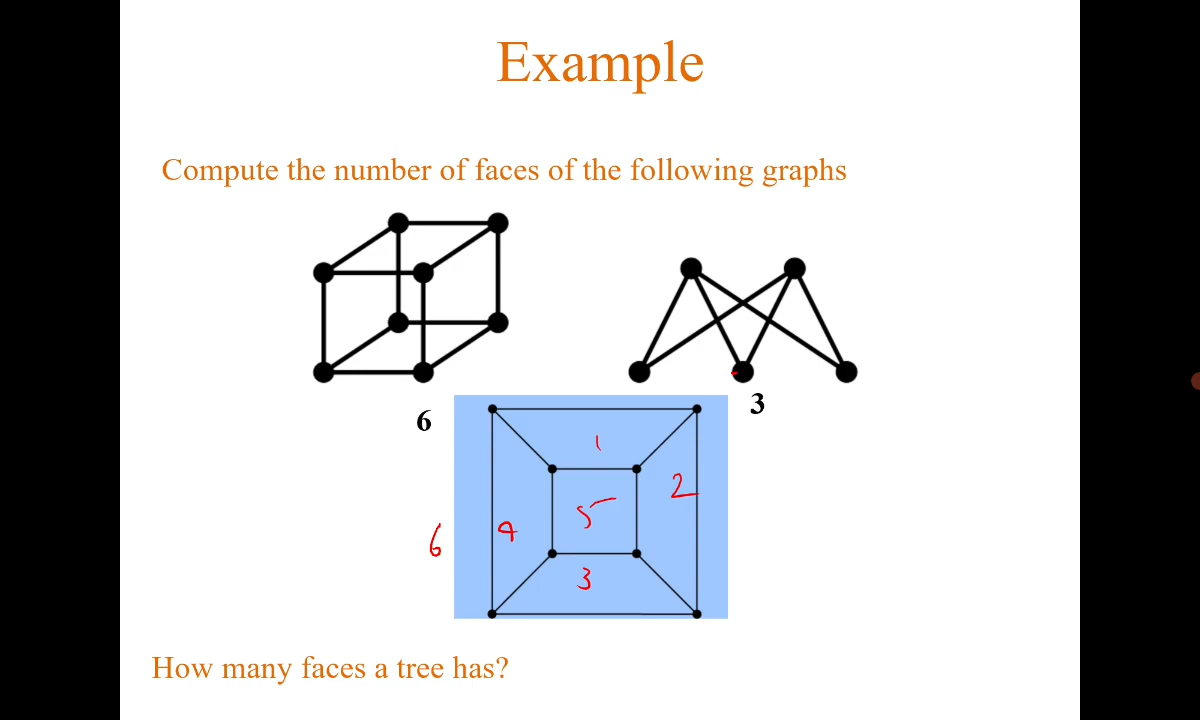 Example
Compute the number of faces of the following graphs
6
3
1
2
5
6
4
3
How many faces a tree has?